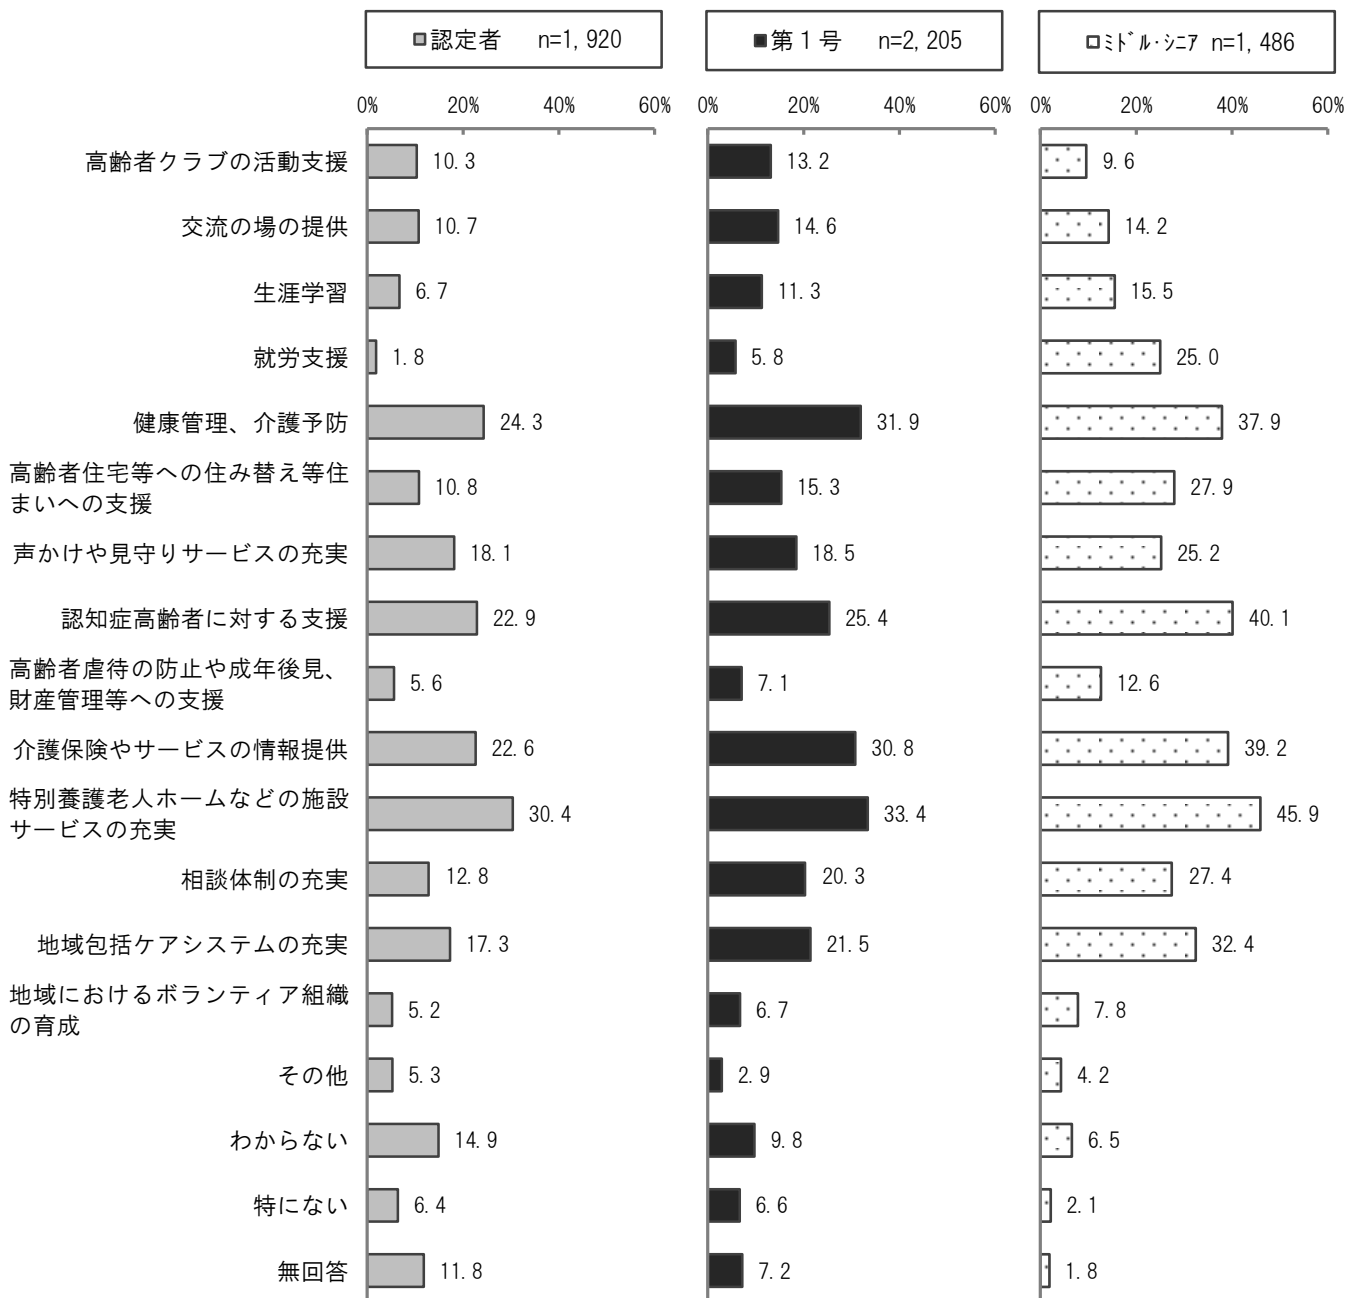 ■認定者 n=1,920
■第1号 n=2,205
□ﾐﾄﾞﾙ･ｼﾆｱ n=1,486
0% 20% 40% 60% 0% 20% 40% 60% 0% 20% 40% 60%
高齢者クラブの活動支援 10.3 13.2 9.6
交流の場の提供 10.7 14.6 14.2
生涯学習 6.7 11.3 15.5
就労支援 1.8 5.8 25.0
健康管理、介護予防 24.3 31.9 37.9
高齢者住宅等への住み替え等住
まいへの支援 10.8 15.3 27.9
声かけや見守りサービスの充実 18.1 18.5 25.2
認知症高齢者に対する支援 22.9 25.4 40.1
高齢者虐待の防止や成年後見、
財産管理等への支援 5.6 7.1 12.6
介護保険やサービスの情報提供 22.6 30.8 39.2
特別養護老人ホームなどの施設
サービスの充実 30.4 33.4 45.9
相談体制の充実 12.8 20.3 27.4
地域包括ケアシステムの充実 17.3 21.5 32.4
地域におけるボランティア組織
の育成 5.2 6.7 7.8
その他 5.3 2.9 4.2
わからない 14.9 9.8 6.5
特にない 6.4 6.6 2.1
無回答 11.8 7.2 1.8